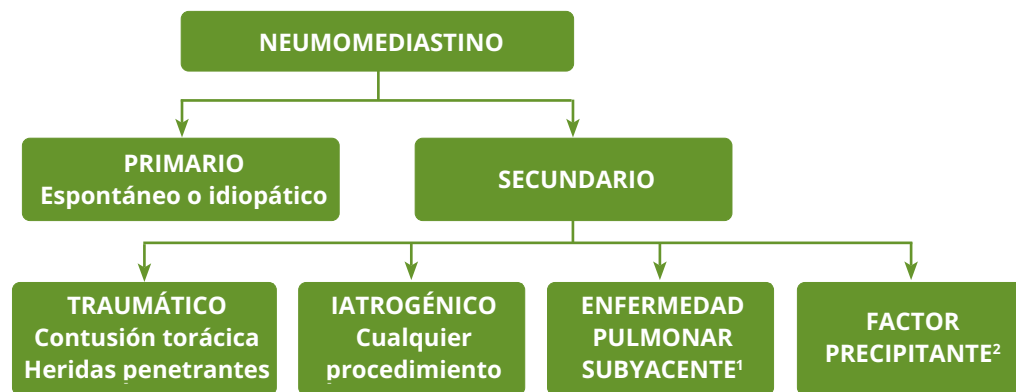 NEUMOMEDIASTINO
PRIMARIO
Espontáneo o idiopático
SECUNDARIO
TRAUMÁTICO
Contusión torácica
Heridas penetrantes
IATROGÉNICO
Cualquier
procedimiento
ENFERMEDAD
PULMONAR
SUBYACENTE¹
FACTOR
PRECIPITANTE²